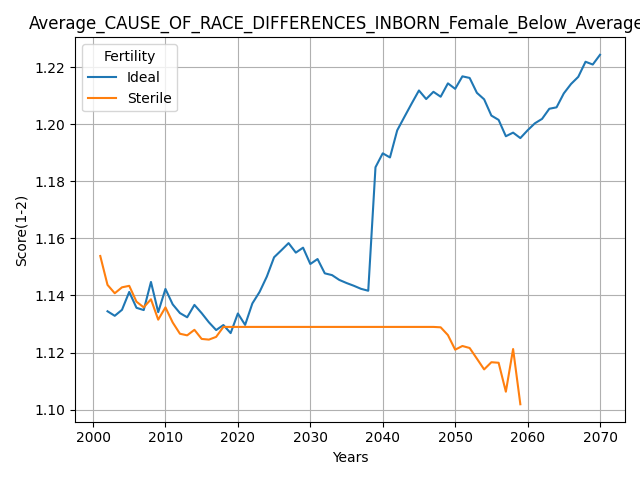 Average_CAUSE_OF_RACE_DIFFERENCES_INBORN_Female_Below_Average
Fertility
Ideal
Sterile
1.22
1.20
1.18
1.16
1.14
1.12
1.10
Score(1-2)
2000 2010 2020 2030 2040 2050 2060 2070
Years